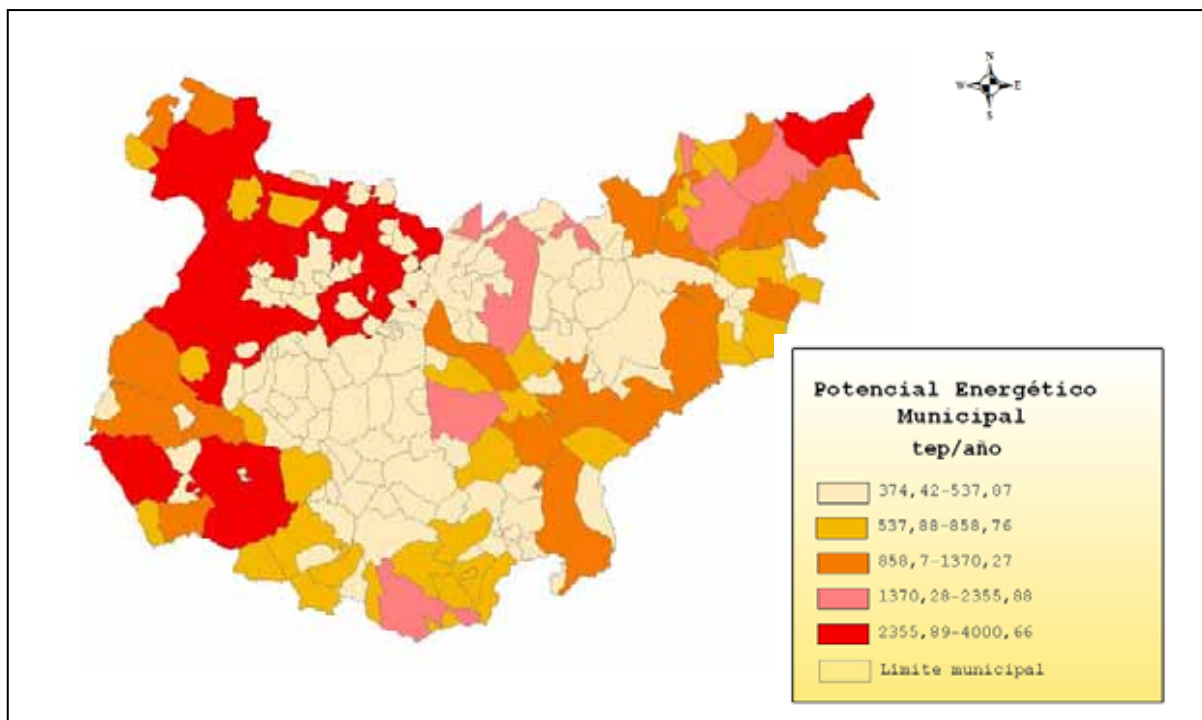 N
W E
S
Potencial Energético
Municipal
tep/año
374,42-537,87
537,88-858,76
858,7-1370,27
1370,28-2355,88
2355,89-4000,66
Límite municipal